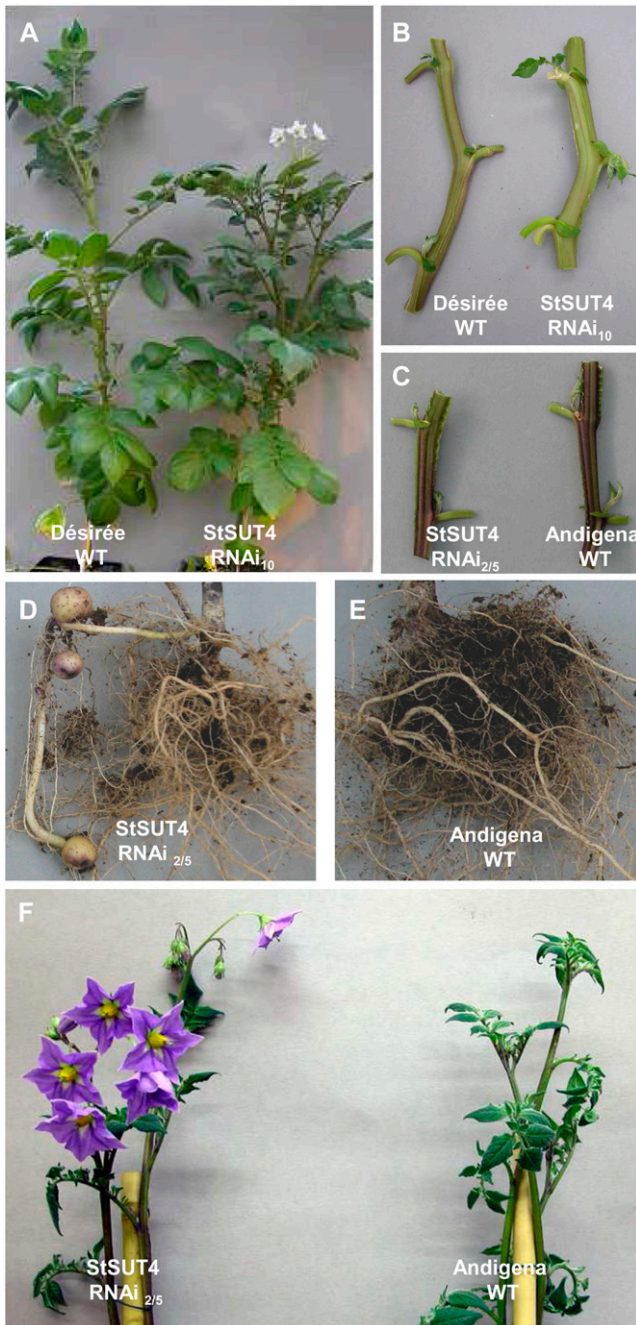 A
Désirée
WT
StSUT4
RNAi10
B
Désirée
WT
StSUT4
RNAi10
C
StSUT4
RNAi2/5
Andigena
WT
D
StSUT4
RNAi 2/5
E
Andigena
WT
F
StSUT4
RNAi 2/5
Andigena
WT